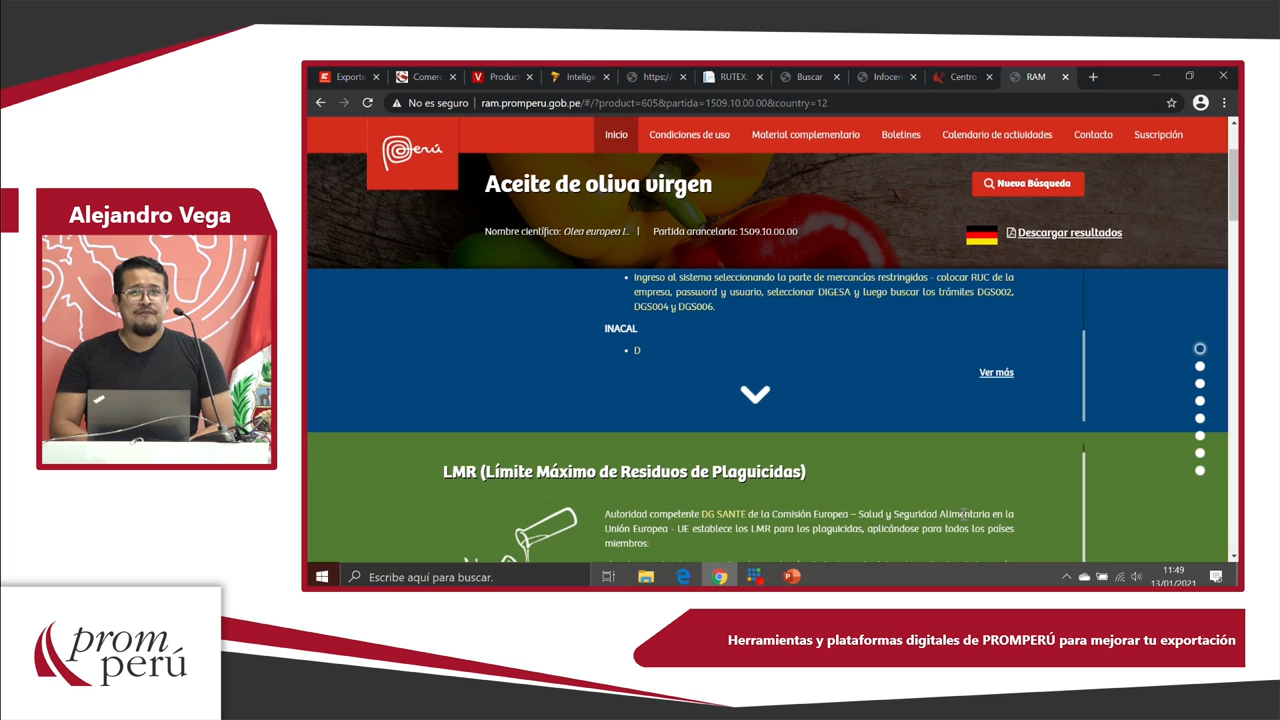 Alejandro Vega
Exporte
Comerc
Product
Intelige
https:/
RUTEX:
Buscar
Infocen
Centro
RAM
No es seguro
ram.promperu.gob.pe/#/?product=605&partida=1509.10.00.00&country=12
Perú
Inicio
Condiciones de uso
Material complementario
Boletines
Calendario de actividades
Contacto
Suscripción
Aceite de oliva virgen
Nueva Búsqueda
Nombre científico: Olea europea L. | Partida arancelaria: 1509.10.00.00
Descargar resultados
• Ingreso al sistema seleccionando la parte de mercancías restringidas - colocar RUC de la
empresa, password y usuario, seleccionar DIGESA y luego buscar los trámites DGS002,
DGS004 y DGS006.
INACAL
• D
Ver más
LMR (Límite Máximo de Residuos de Plaguicidas)
Autoridad competente DG SANTE de la Comisión Europea – Salud y Seguridad Alimentaria en la
Unión Europea - UE establece los LMR para los plaguicidas, aplicándose para todos los países
miembros:
Escribe aquí para buscar.
11:49
13/01/2021
prom
perú
Herramientas y plataformas digitales de PROMPERÚ para mejorar tu exportación